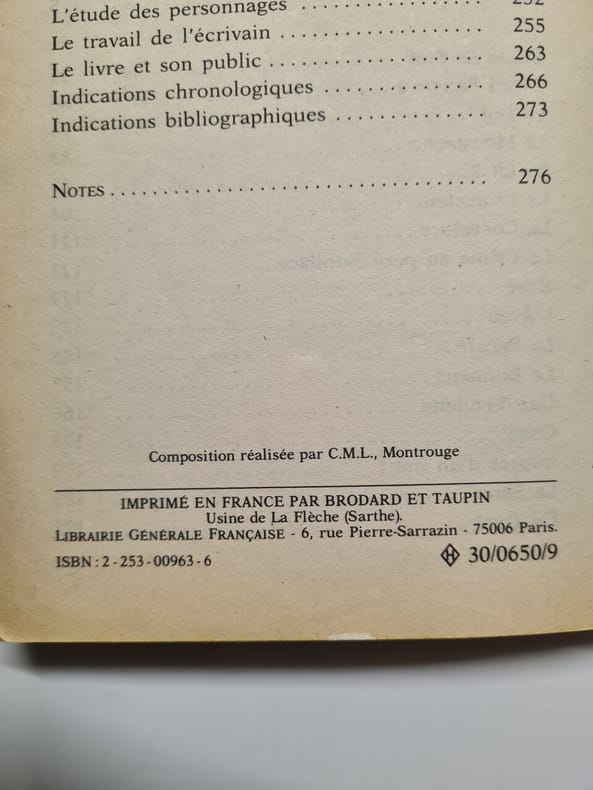 L'étude des personnages . . . . . . . . . . . . . . . . 252
Le travail de l'écrivain . . . . . . . . . . . . . . . . . . 255
Le livre et son public . . . . . . . . . . . . . . . . . . . 263
Indications chronologiques . . . . . . . . . . . . . . 266
Indications bibliographiques . . . . . . . . . . . . . 273
NOTES . . . . . . . . . . . . . . . . . . . . . . . . . . . . . . . . 276
Composition réalisée par C.M.L., Montrouge
IMPRIMÉ EN FRANCE PAR BRODARD ET TAUPIN
Usine de La Flèche (Sarthe).
LIBRAIRIE GÉNÉRALE FRANÇAISE - 6, rue Pierre-Sarrazin - 75006 Paris.
ISBN : 2 - 253 - 00963 - 6
30/0650/9